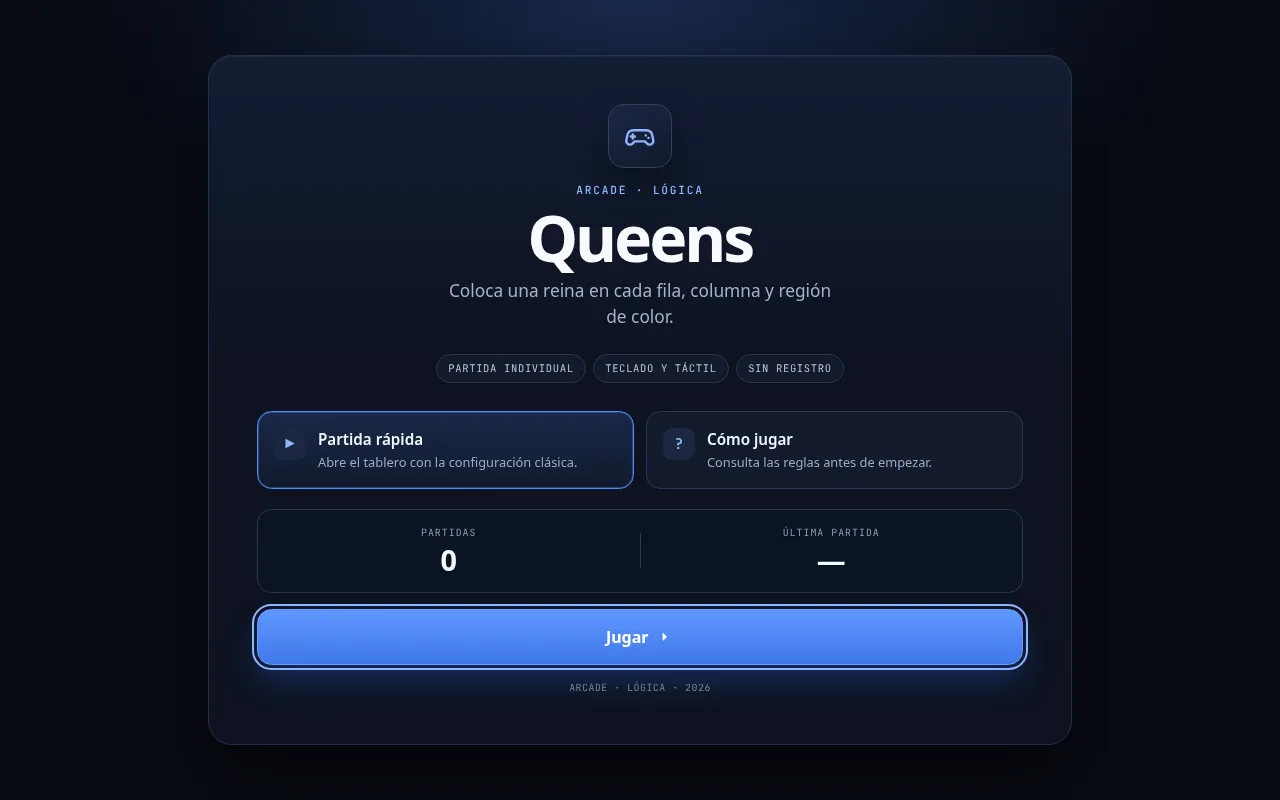 ARCADE · LÓGICA
Queens
Coloca una reina en cada fila, columna y región
de color.
PARTIDA INDIVIDUAL
TECLADO Y TÁCTIL
SIN REGISTRO
Partida rápida
Abre el tablero con la configuración clásica.
?
Cómo jugar
Consulta las reglas antes de empezar.
PARTIDAS
0
ÚLTIMA PARTIDA
—
Jugar
ARCADE · LÓGICA · 2026